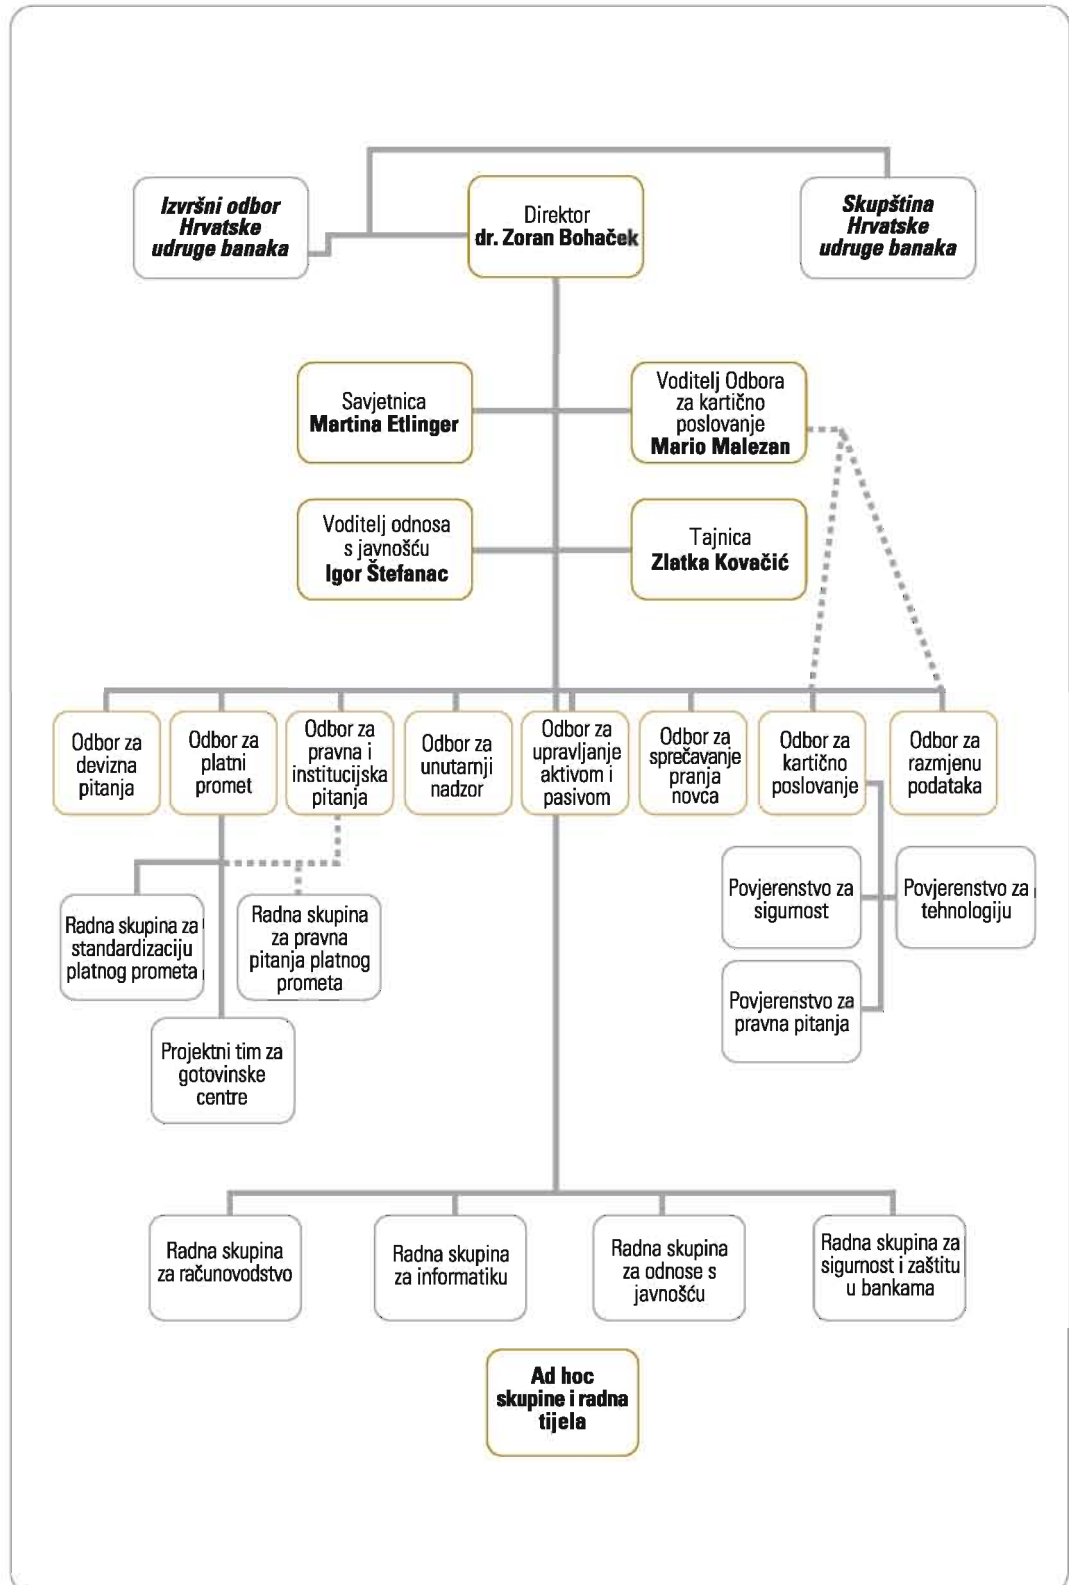 Izvršni odbor
Hrvatske
udruge banaka
Direktor
dr. Zoran Bohaček
Skupština
Hrvatske
udruge banaka
Savjetnica
Martina Etlinger
Voditelj Odbora
za kartično
poslovanje
Mario Malezan
Voditelj odnosa
s javnošću
Igor Štefanac
Tajnica
Zlatka Kovačić
Odbor za
devizna
pitanja
Odbor za
platni
promet
Odbor za
pravna i
institucijska
pitanja
Odbor za
unutarnji
nadzor
Odbor za
upravljanje
aktivom i
pasivom
Odbor za
sprečavanje
pranja
novca
Odbor za
kartično
poslovanje
Odbor za
razmjenu
podataka
Radna skupina za
standardizaciju
platnog prometa
Radna skupina
za pravna
pitanja platnog
prometa
Projektni tim za
gotovinske
centre
Povjerenstvo za
sigurnost
Povjerenstvo za
tehnologiju
Povjerenstvo za
pravna pitanja
Radna skupina
za računovodstvo
Radna skupina
za informatiku
Radna skupina
za odnose s
javnošću
Radna skupina za
sigurnost i zaštitu
u bankama
Ad hoc
skupine i radna
tijela